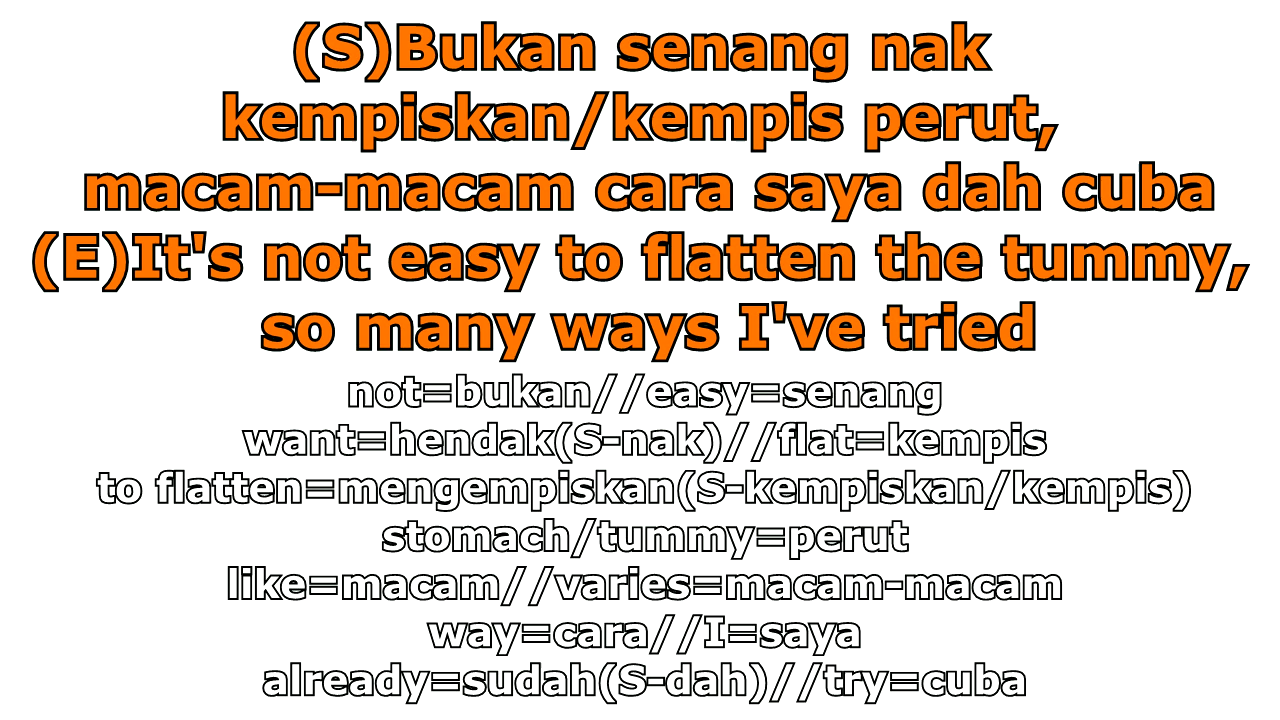 (S)Bukan senang nak
kempiskan/kempis perut,
macam-macam cara saya dah cuba
(E)It's not easy to flatten the tummy,
so many ways I've tried
not=bukan//easy=senang
want=hendak(S-nak)//flat=kempis
to flatten=mengempiskan(S-kempiskan/kempis)
stomach/tummy=perut
like=macam//varies=macam-macam
way=cara//I=saya
already=sudah(S-dah)//try=cuba